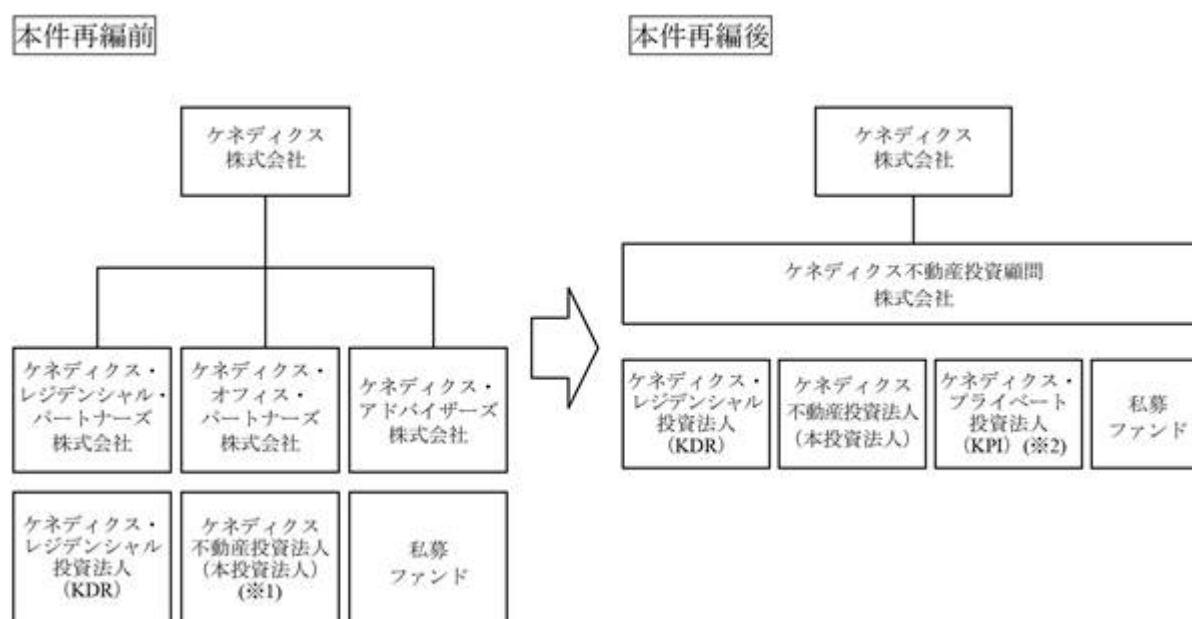 本件再編前
ケネディクス
株式会社
ケネディクス・
レジデンシャル・
パートナーズ
株式会社
ケネディクス・
オフィス・
パートナーズ
株式会社
ケネディクス・
アドバイザーズ
株式会社
ケネディクス・
レジデンシャル
投資法人
(KDR)
ケネディクス
不動産投資法人
(本投資法人)
(※1)
私募
ファンド
本件再編後
ケネディクス
株式会社
ケネディクス不動産投資顧問
株式会社
ケネディクス・
レジデンシャル
投資法人
(KDR)
ケネディクス
不動産投資法人
(本投資法人)
ケネディクス・
プライベート
投資法人
(KPI) (※2)
私募
ファンド